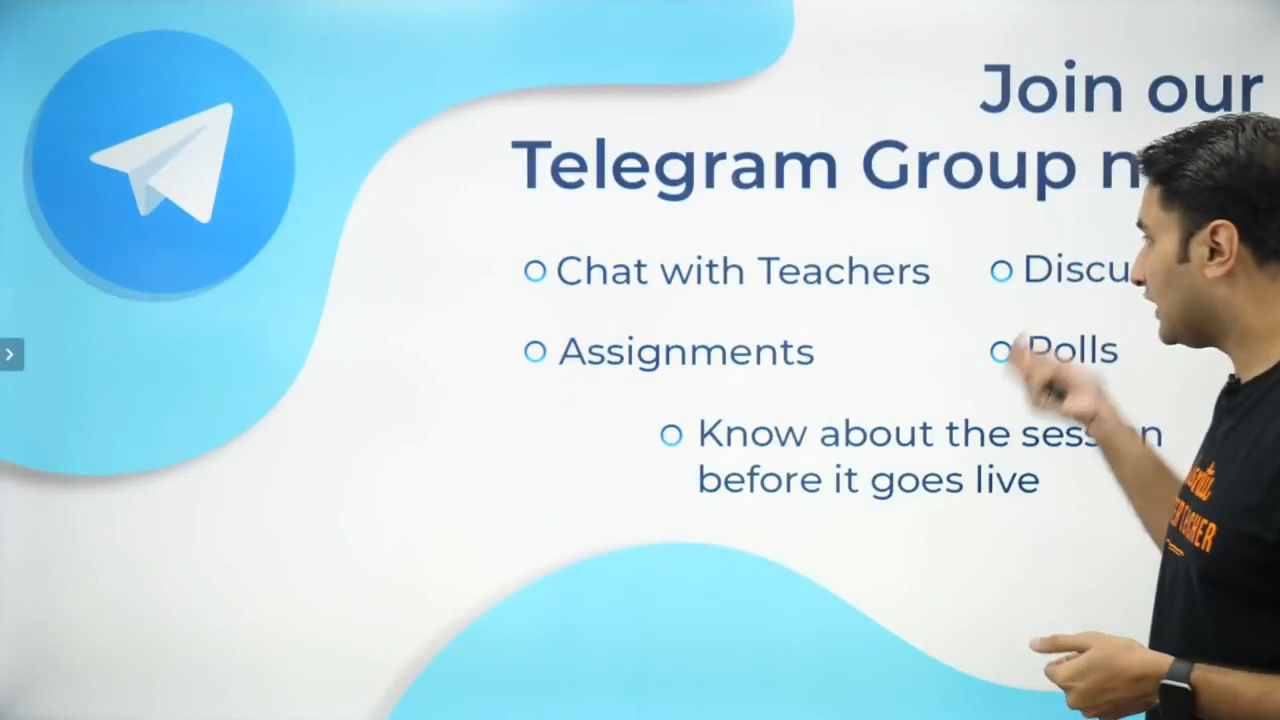 Join our
Telegram Group
Chat with Teachers
Assignments
Polls
Know about the
before it goes live